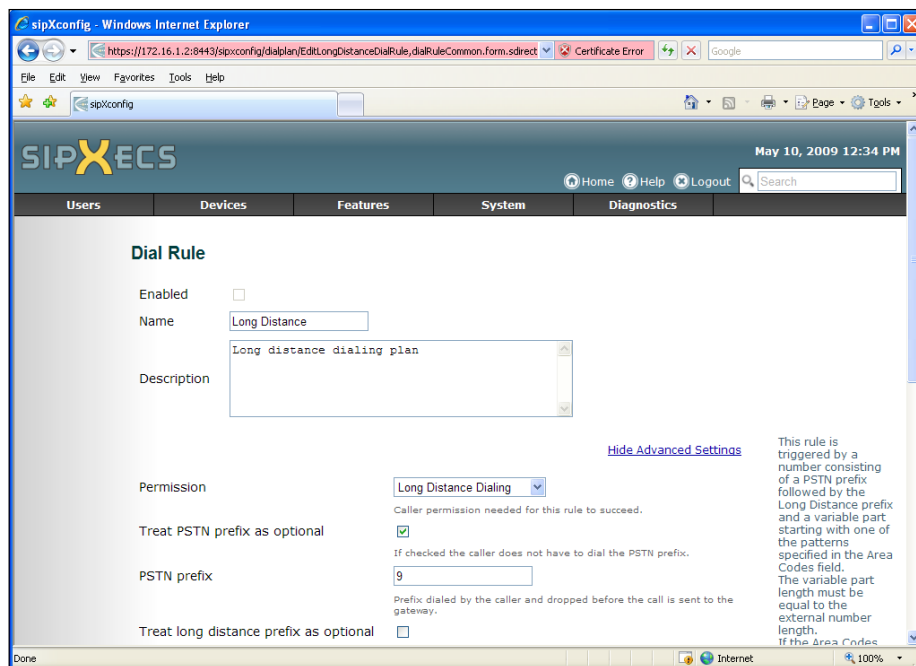 sipXconfig - Windows Internet Explorer
https://172.16.1.2:8443/sipxconfig/dialplan/EditLongDistanceDialRule,dialRuleCommon.form.sdirect Certificate Error Google
File Edit View Favorites Tools Help
sipXconfig Page Tools
SIPXECS
May 10, 2009 12:34 PM
Home Help Logout Search
Users Devices Features System Diagnostics
Dial Rule
Enabled
Name Long Distance
Description Long distance dialing plan
Hide Advanced Settings
Permission Long Distance Dialing
Caller permission needed for this rule to succeed.
Treat PSTN prefix as optional
If checked the caller does not have to dial the PSTN prefix.
PSTN prefix 9
Prefix dialed by the caller and dropped before the call is sent to the
gateway.
Treat long distance prefix as optional
This rule is
triggered by a
number consisting
of a PSTN prefix
followed by the
Long Distance prefix
and a variable part
starting with one of
the patterns
specified in the Area
Codes field.
The variable part
length must be
equal to the
external number
length.
If the Area Codes
Done Internet 100%